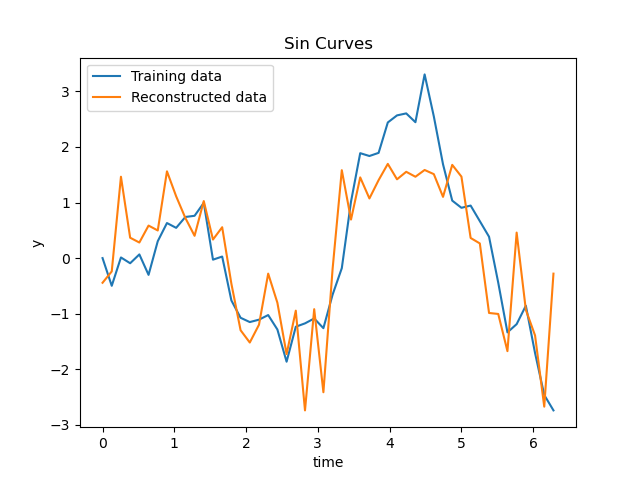 Sin Curves
Training data
Reconstructed data
y
3
2
1
0
−1
−2
−3
0 1 2 3 4 5 6
time